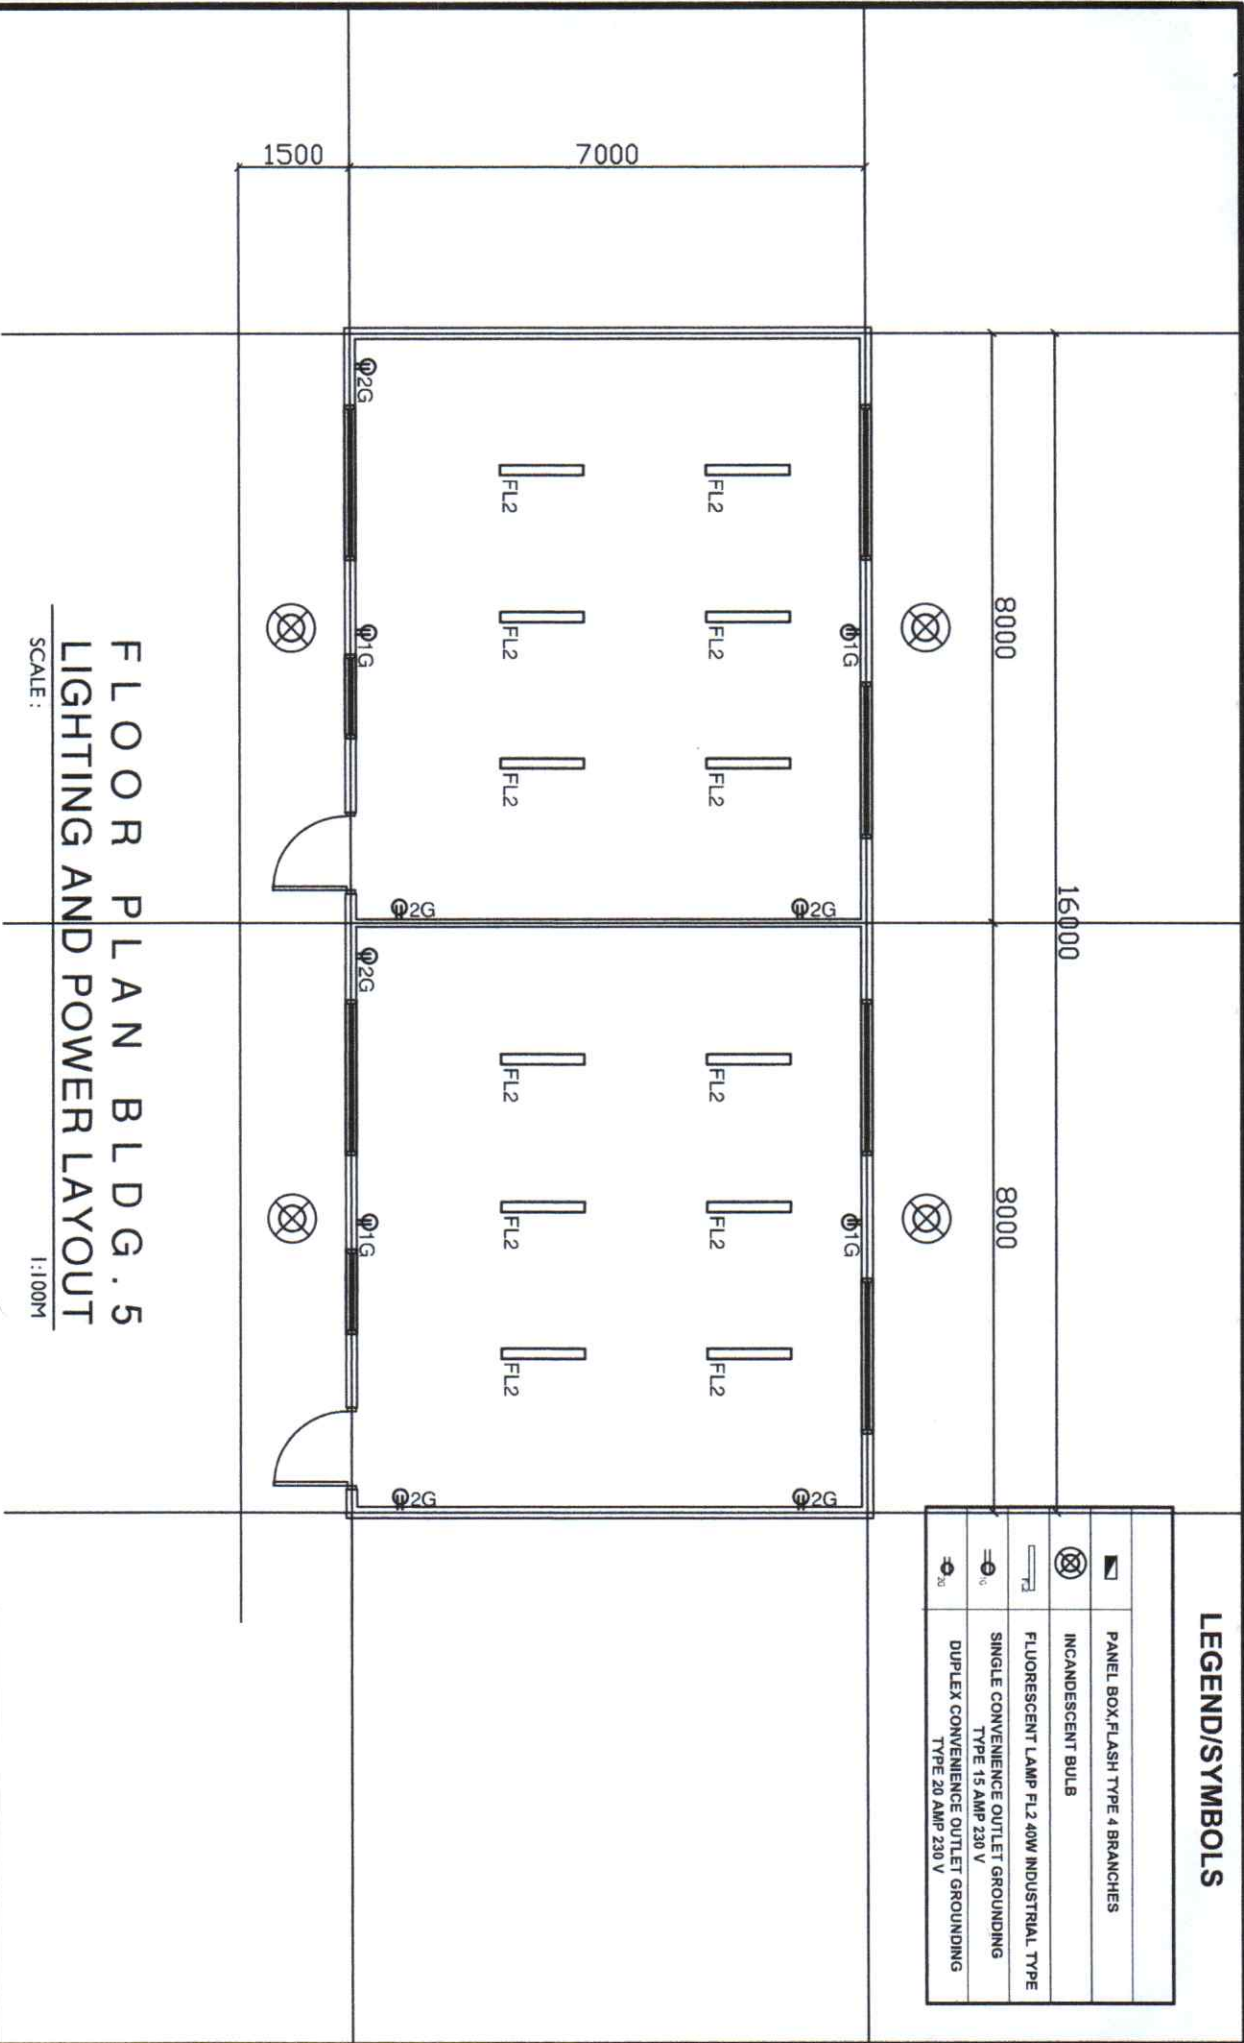 LEGEND/SYMBOLS
PANEL BOX,FLASH TYPE 4 BRANCHES
INCANDESCENT BULB
FLUORESCENT LAMP FL2 40W INDUSTRIAL TYPE
FL2
SINGLE CONVENIENCE OUTLET GROUNDING
TYPE 15 AMP 230 V
1G
DUPLEX CONVENIENCE OUTLET GROUNDING
TYPE 20 AMP 230 V
2G
16000
8000
8000
7000
1500
1G
1G
2G
2G
FL2
FL2
FL2
FL2
FL2
FL2
FL2
FL2
FL2
FL2
FL2
FL2
2G
2G
2G
1G
2G
1G
FLOOR PLAN BLDG.5
LIGHTING AND POWER LAYOUT
SCALE:
1:100M